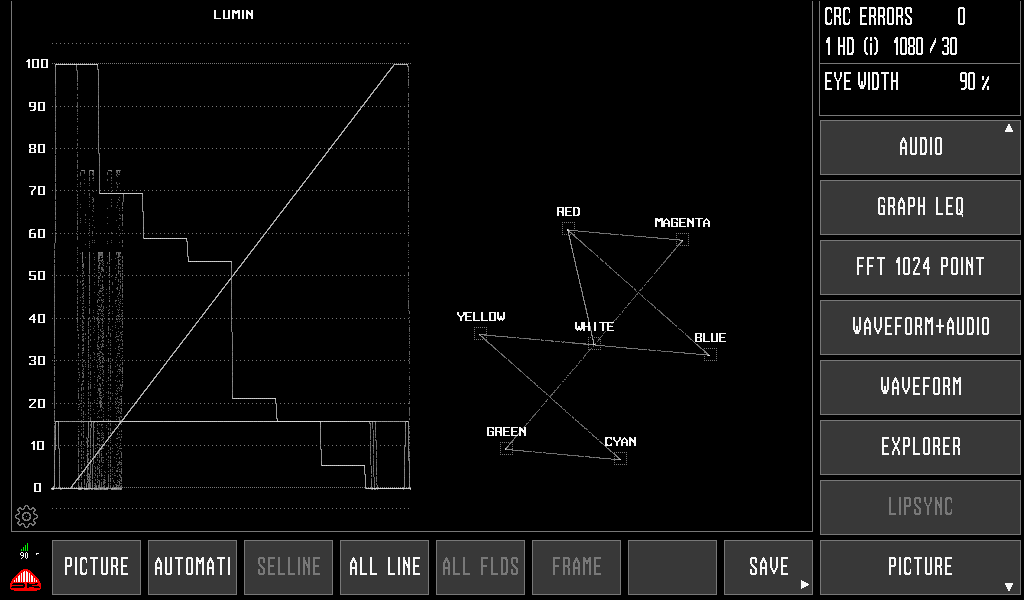 LUMIN
CRC ERRORS 0
1 HD (i) 1080 / 30
EYE WIDTH 90 %
100
90
80
70
60
50
40
30
20
10
0
RED
MAGENTA
YELLOW
WHITE
BLUE
GREEN
CYAN
AUDIO
GRAPH LEQ
FFT 1024 POINT
WAVEFORM+AUDIO
WAVEFORM
EXPLORER
LIPSYNC
PICTURE
90 -
PICTURE
AUTOMATI
SELLINE
ALL LINE
ALL FLDS
FRAME
SAVE